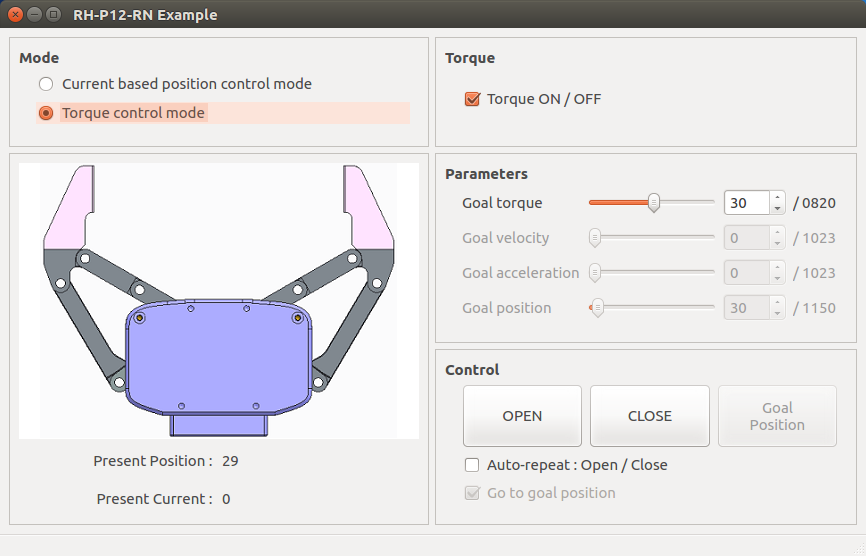 RH-P12-RN Example
Mode
Current based position control mode
Torque control mode
Torque
Torque ON / OFF
Present Position : 29
Present Current : 0
Parameters
Goal torque 30 / 0820
Goal velocity 0 / 1023
Goal acceleration 0 / 1023
Goal position 30 / 1150
Control
OPEN
CLOSE
Goal
Position
Auto-repeat : Open / Close
Go to goal position